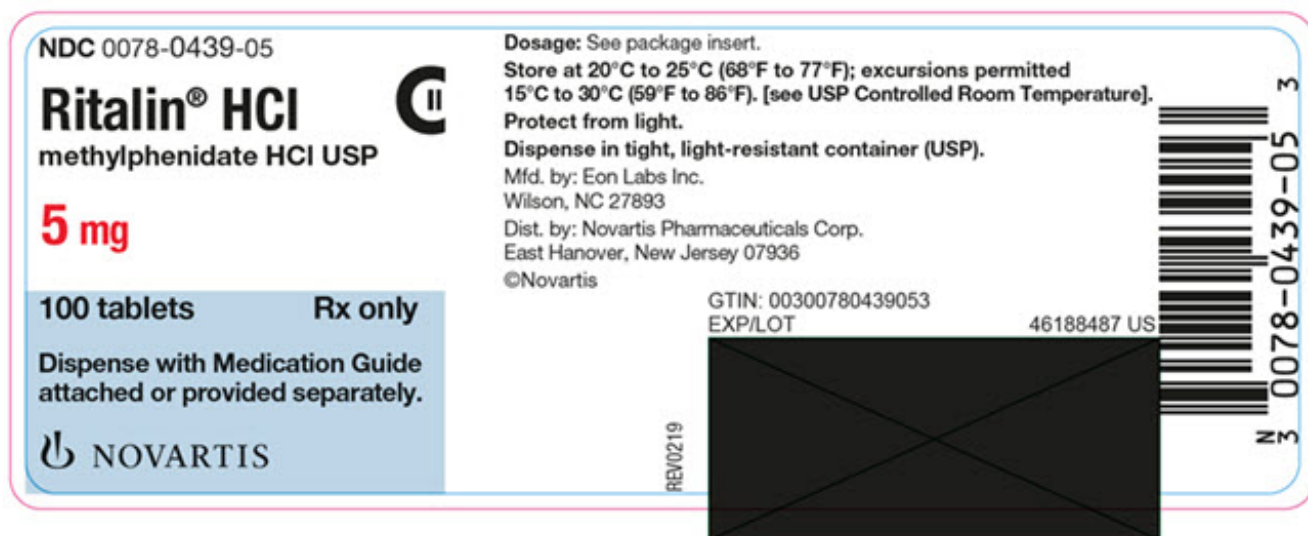 NDC 0078-0439-05
Ritalin® HCl
CII
methylphenidate HCl USP
5 mg
100 tablets Rx only
Dispense with Medication Guide
attached or provided separately.
NOVARTIS
Dosage: See package insert.
Store at 20°C to 25°C (68°F to 77°F); excursions permitted
15°C to 30°C (59°F to 86°F). [see USP Controlled Room Temperature].
Protect from light.
Dispense in tight, light-resistant container (USP).
Mfd. by: Eon Labs Inc.
Wilson, NC 27893
Dist. by: Novartis Pharmaceuticals Corp.
East Hanover, New Jersey 07936
©Novartis
GTIN: 00300780439053
EXP/LOT 46188487 US
REV0219
N 3 0078-0439-05 3